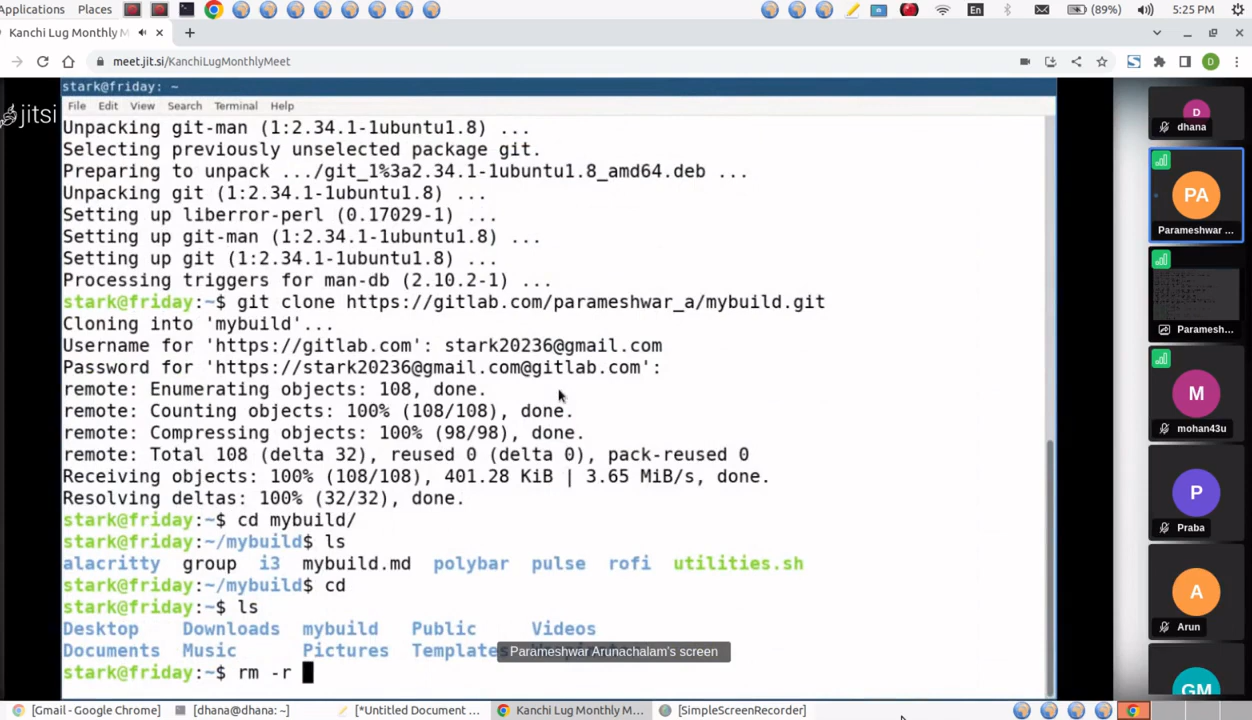 Applications Places En (89%) 5:25 PM
Kanchi Lug Monthly M
meet.jit.si/KanchiLugMonthlyMeet D
stark@friday: ~
File Edit View Search Terminal Help
jitsi
Unpacking git-man (1:2.34.1-1ubuntu1.8) ...
Selecting previously unselected package git.
Preparing to unpack .../git_1%3a2.34.1-1ubuntu1.8_amd64.deb ...
Unpacking git (1:2.34.1-1ubuntu1.8) ...
Setting up liberror-perl (0.17029-1) ...
Setting up git-man (1:2.34.1-1ubuntu1.8) ...
Setting up git (1:2.34.1-1ubuntu1.8) ...
Processing triggers for man-db (2.10.2-1) ...
stark@friday:~$ git clone https://gitlab.com/parameshwar_a/mybuild.git
Cloning into 'mybuild'...
Username for 'https://gitlab.com': stark20236@gmail.com
Password for 'https://stark20236@gmail.com@gitlab.com':
remote: Enumerating objects: 108, done.
remote: Counting objects: 100% (108/108), done.
remote: Compressing objects: 100% (98/98), done.
remote: Total 108 (delta 32), reused 0 (delta 0), pack-reused 0
Receiving objects: 100% (108/108), 401.28 KiB | 3.65 MiB/s, done.
Resolving deltas: 100% (32/32), done.
stark@friday:~$ cd mybuild/
stark@friday:~/mybuild$ ls
alacritty group i3 mybuild.md polybar pulse rofi utilities.sh
stark@friday:~/mybuild$ cd
stark@friday:~$ ls
Desktop Downloads mybuild Public Videos
Documents Music Pictures Templates
Parameshwar Arunachalam's screen
stark@friday:~$ rm -r
D
dhana
PA
Parameshwar ...
Paramesh...
M
mohan43u
P
Praba
A
Arun
GM
[Gmail - Google Chrome] [dhana@dhana: ~] [*Untitled Document ... Kanchi Lug Monthly M... [SimpleScreenRecorder]